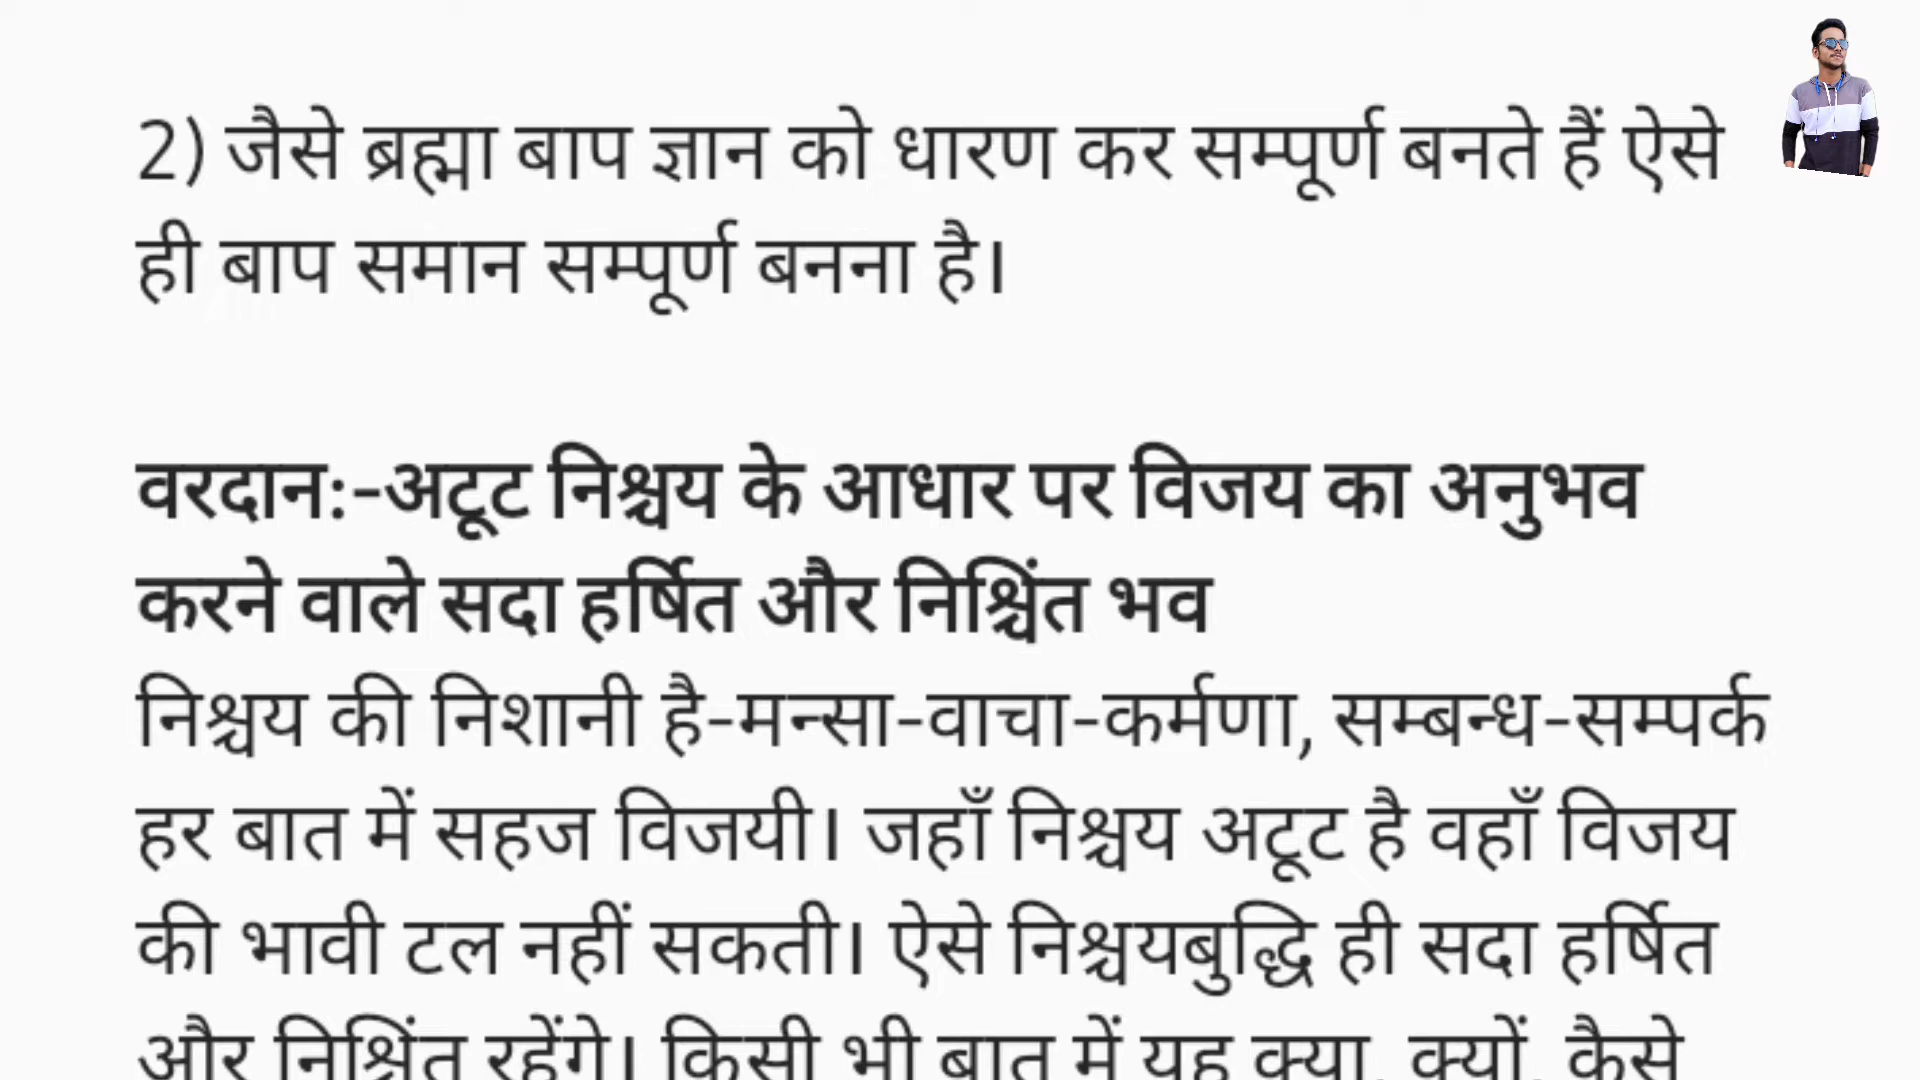 2) जैसे ब्रह्मा बाप ज्ञान को धारण कर सम्पूर्ण बनते हैं ऐसे
ही बाप समान सम्पूर्ण बनना है।
वरदान:-अटूट निश्चय के आधार पर विजय का अनुभव
करने वाले सदा हर्षित और निश्चिंत भव
निश्चय की निशानी है-मन्सा-वाचा-कर्मणा, सम्बन्ध-सम्पर्क
हर बात में सहज विजयी। जहाँ निश्चय अटूट है वहाँ विजय
की भावी टल नहीं सकती। ऐसे निश्चयबुद्धि ही सदा हर्षित
और निश्चिंत रहेंगे। किसी भी बात में यह क्या, क्यों, कैसे